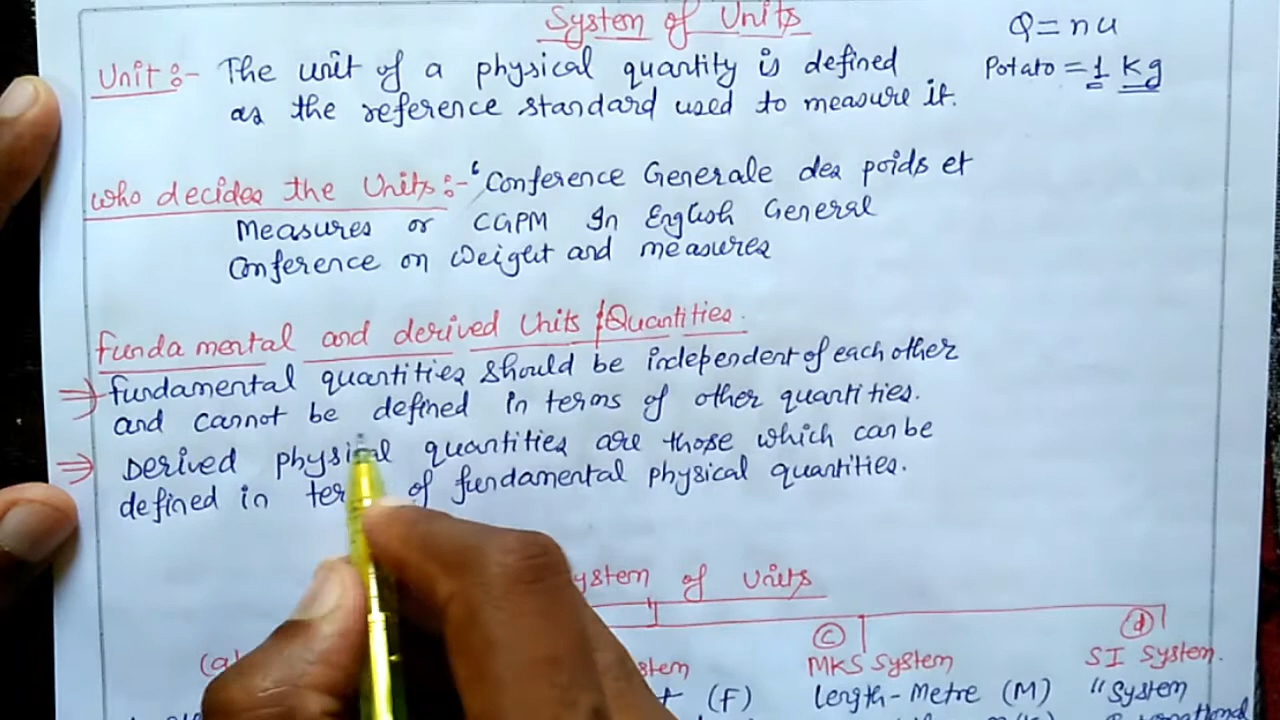 System of Units
Q = nu
Unit :- The unit of a physical quantity is defined
Potato = 1 Kg
as the reference standard used to measure it.
who decides the Units :- "Conference Generale des poids et
Measures or CGPM In English General
Conference on Weight and measures
fundamental and derived Units & Quantities.
⇒ fundamental quantities should be independent of each other
and cannot be defined in terms of other quantities.
⇒ Derived physical quantities are those which can be
defined in ter of fundamental physical quantities.
ystem of Units
(a) stem
(c) MKS System
(d) SI System.
(F)
Length - Metre (M)
"System